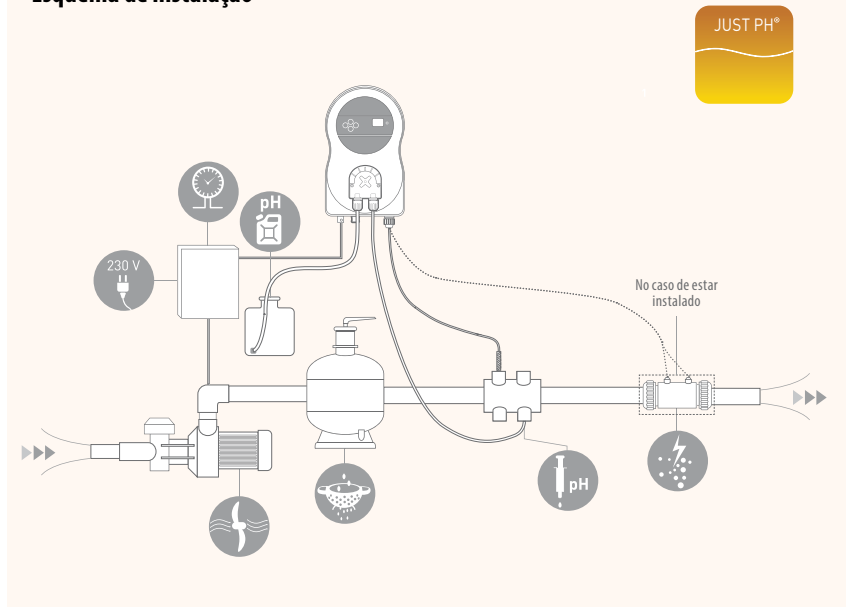 Esquema de instalação
JUST PH®
pH
230 V
No caso de estar
instalado
pH